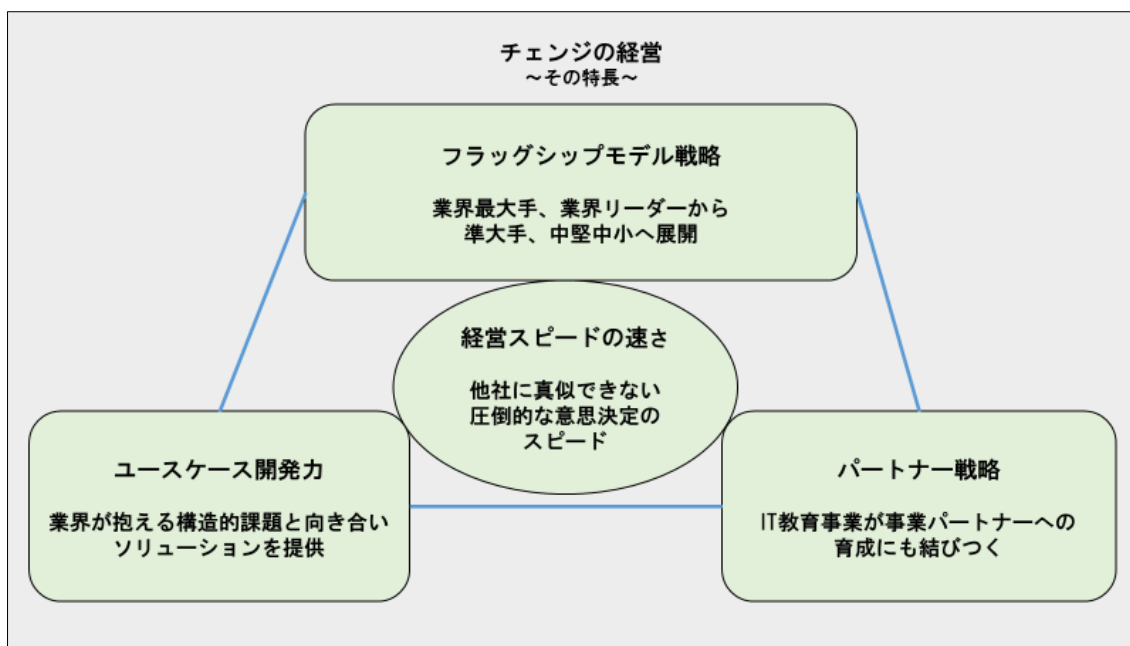 チェンジの経営
～その特長～
フラッグシップモデル戦略
業界最大手、業界リーダーから
準大手、中堅中小へ展開
経営スピードの速さ
他社に真似できない
圧倒的な意思決定の
スピード
ユースケース開発力
業界が抱える構造的課題と向き合い
ソリューションを提供
パートナー戦略
IT教育事業が事業パートナーへの
育成にも結びつく